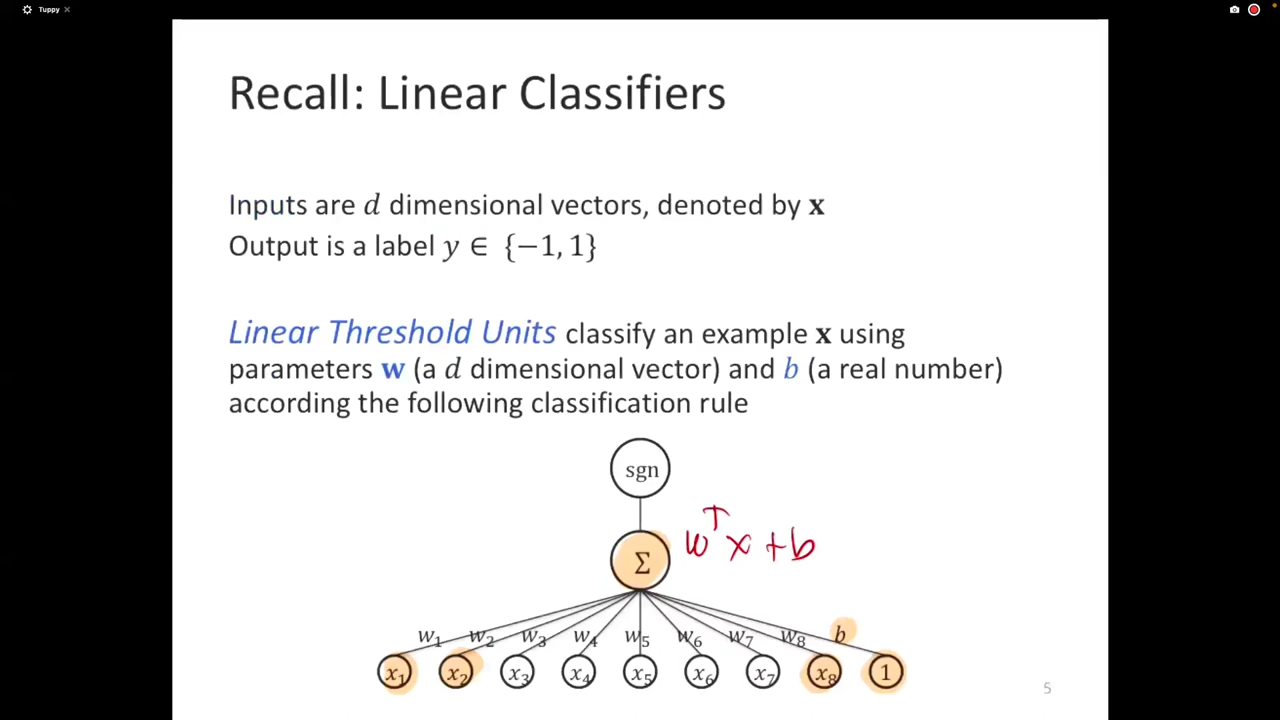 Tuppy
Recall: Linear Classifiers
Inputs are d dimensional vectors, denoted by x
Output is a label y ∈ {−1, 1}
Linear Threshold Units classify an example x using
parameters w (a d dimensional vector) and b (a real number)
according the following classification rule
sgn
Σ wᵀx + b
w₁ w₂ w₃ w₄ w₅ w₆ w₇ w₈ b
x₁ x₂ x₃ x₄ x₅ x₆ x₇ x₈ 1
5